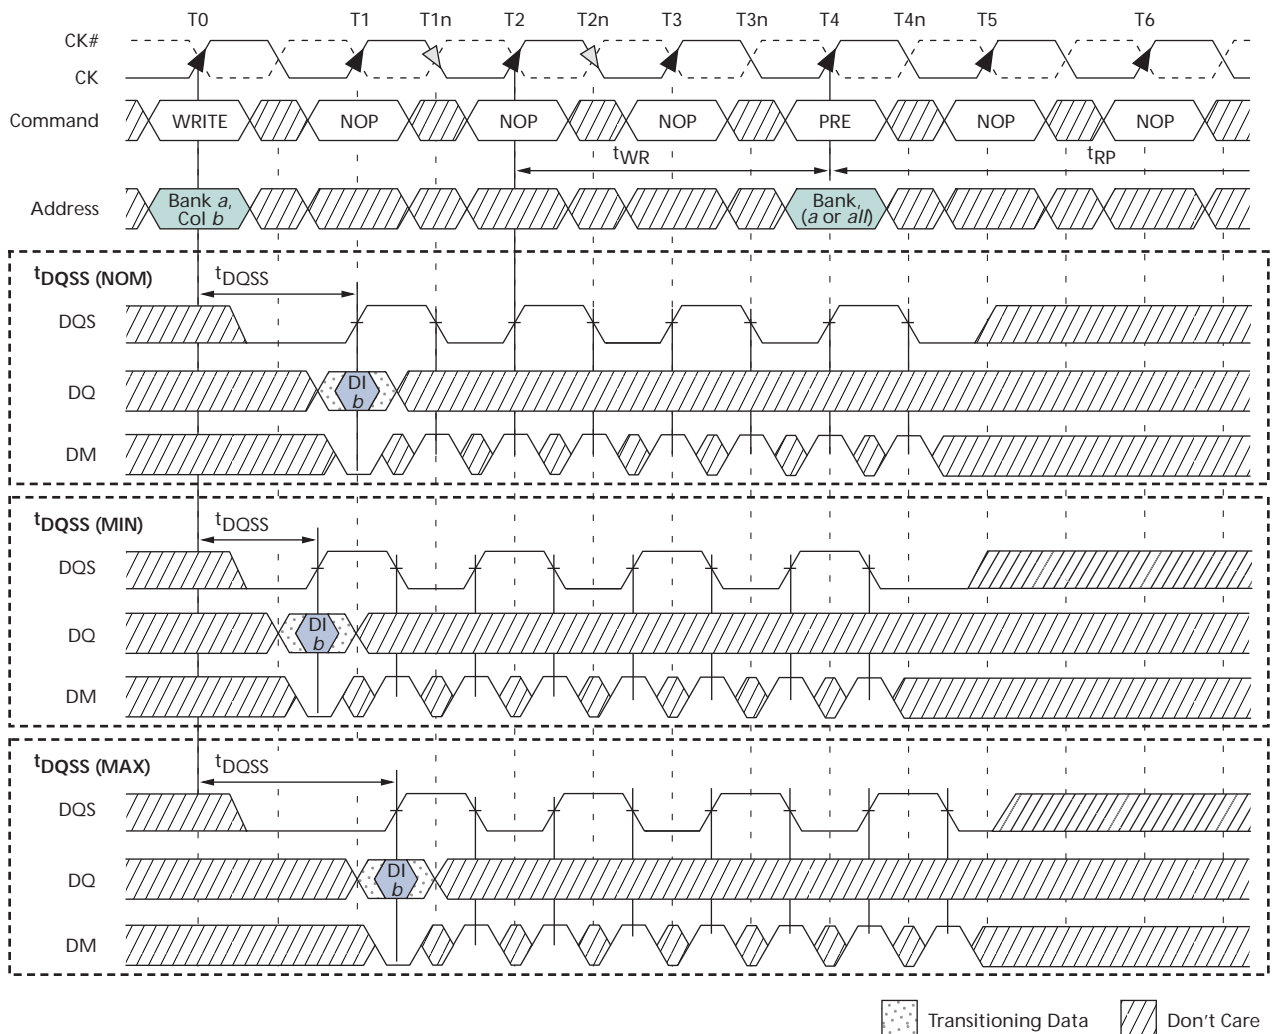 T0 T1 T1n T2 T2n T3 T3n T4 T4n T5 T6
CK#
CK
Command WRITE NOP NOP NOP PRE NOP NOP
tWR tRP
Address Bank a, Col b Bank, (a or all)
tDQSS (NOM) tDQSS
DQS
DQ DI b
DM
tDQSS (MIN) tDQSS
DQS
DQ DI b
DM
tDQSS (MAX) tDQSS
DQS
DQ DI b
DM
Transitioning Data Don't Care